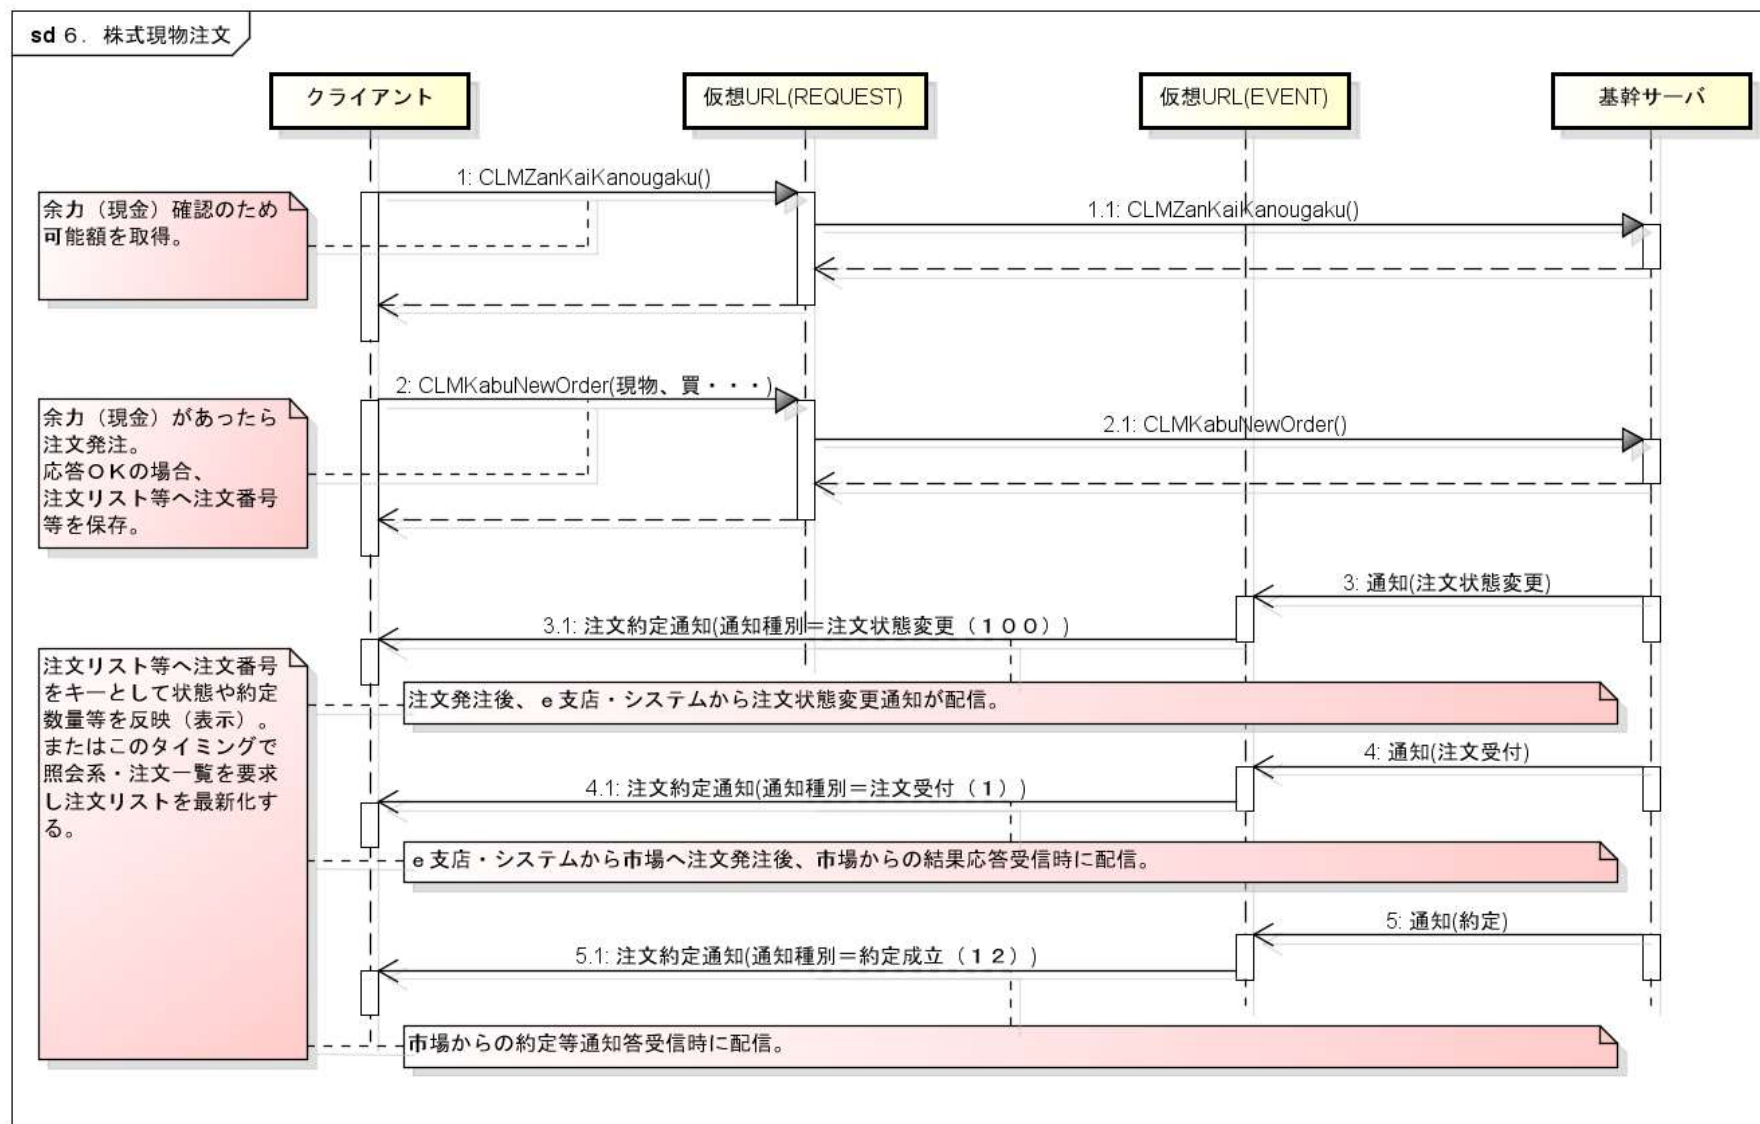 sd ６．株式現物注文
クライアント
仮想URL(REQUEST)
仮想URL(EVENT)
基幹サーバ
1: CLMZanKaiKanougaku()
余力（現金）確認のため
可能額を取得。
1.1: CLMZanKaiKanougaku()
2: CLMKabuNewOrder(現物、買・・・)
余力（現金）があったら
注文発注。
応答ＯＫの場合、
注文リスト等へ注文番号
等を保存。
2.1: CLMKabuNewOrder()
3: 通知(注文状態変更)
3.1: 注文約定通知(通知種別＝注文状態変更（１００）)
注文リスト等へ注文番号
をキーとして状態や約定
数量等を反映（表示）。
またはこのタイミングで
照会系・注文一覧を要求
し注文リストを最新化す
る。
注文発注後、ｅ支店・システムから注文状態変更通知が配信。
4: 通知(注文受付)
4.1: 注文約定通知(通知種別＝注文受付（１）)
ｅ支店・システムから市場へ注文発注後、市場からの結果応答受信時に配信。
5: 通知(約定)
5.1: 注文約定通知(通知種別＝約定成立（１２）)
市場からの約定等通知答受信時に配信。